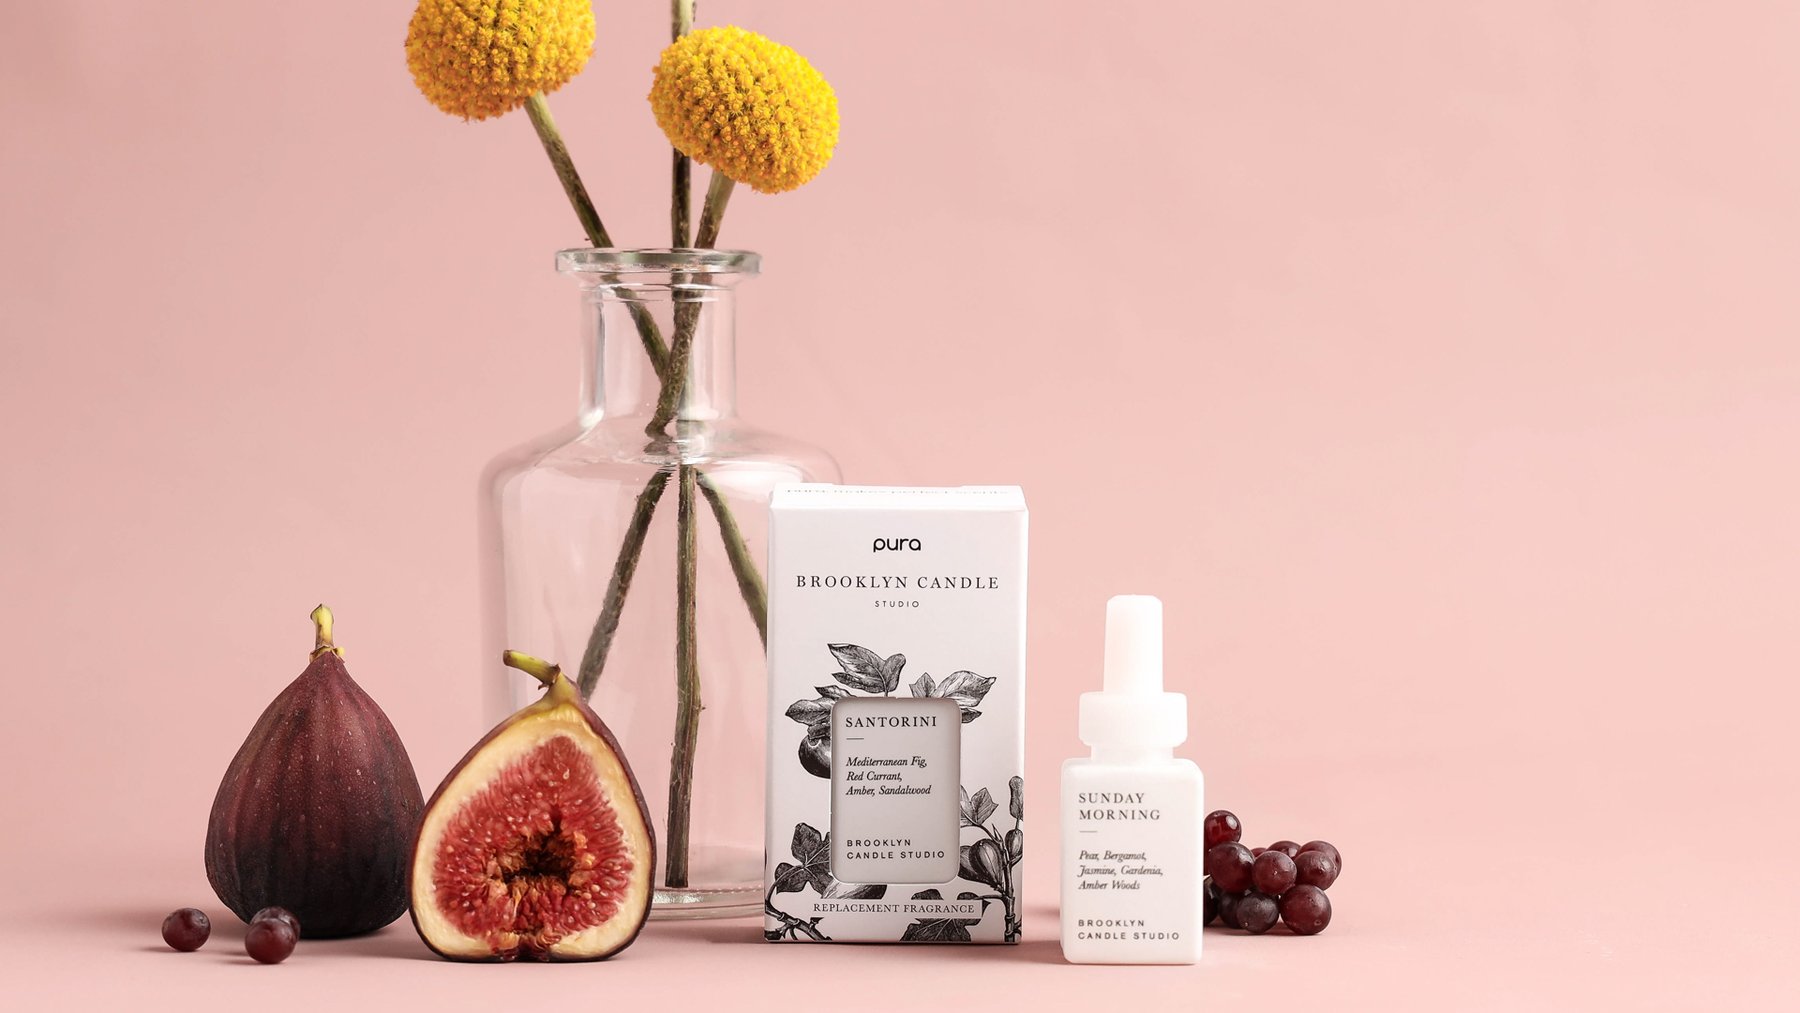 pura
BROOKLYN CANDLE
STUDIO
SANTORINI
Mediterranean Fig,
Red Currant,
Amber, Sandalwood
BROOKLYN
CANDLE STUDIO
REPLACEMENT FRAGRANCE
SUNDAY
MORNING
Pear, Bergamot,
Jasmine, Gardenia,
Amber Woods
BROOKLYN
CANDLE STUDIO